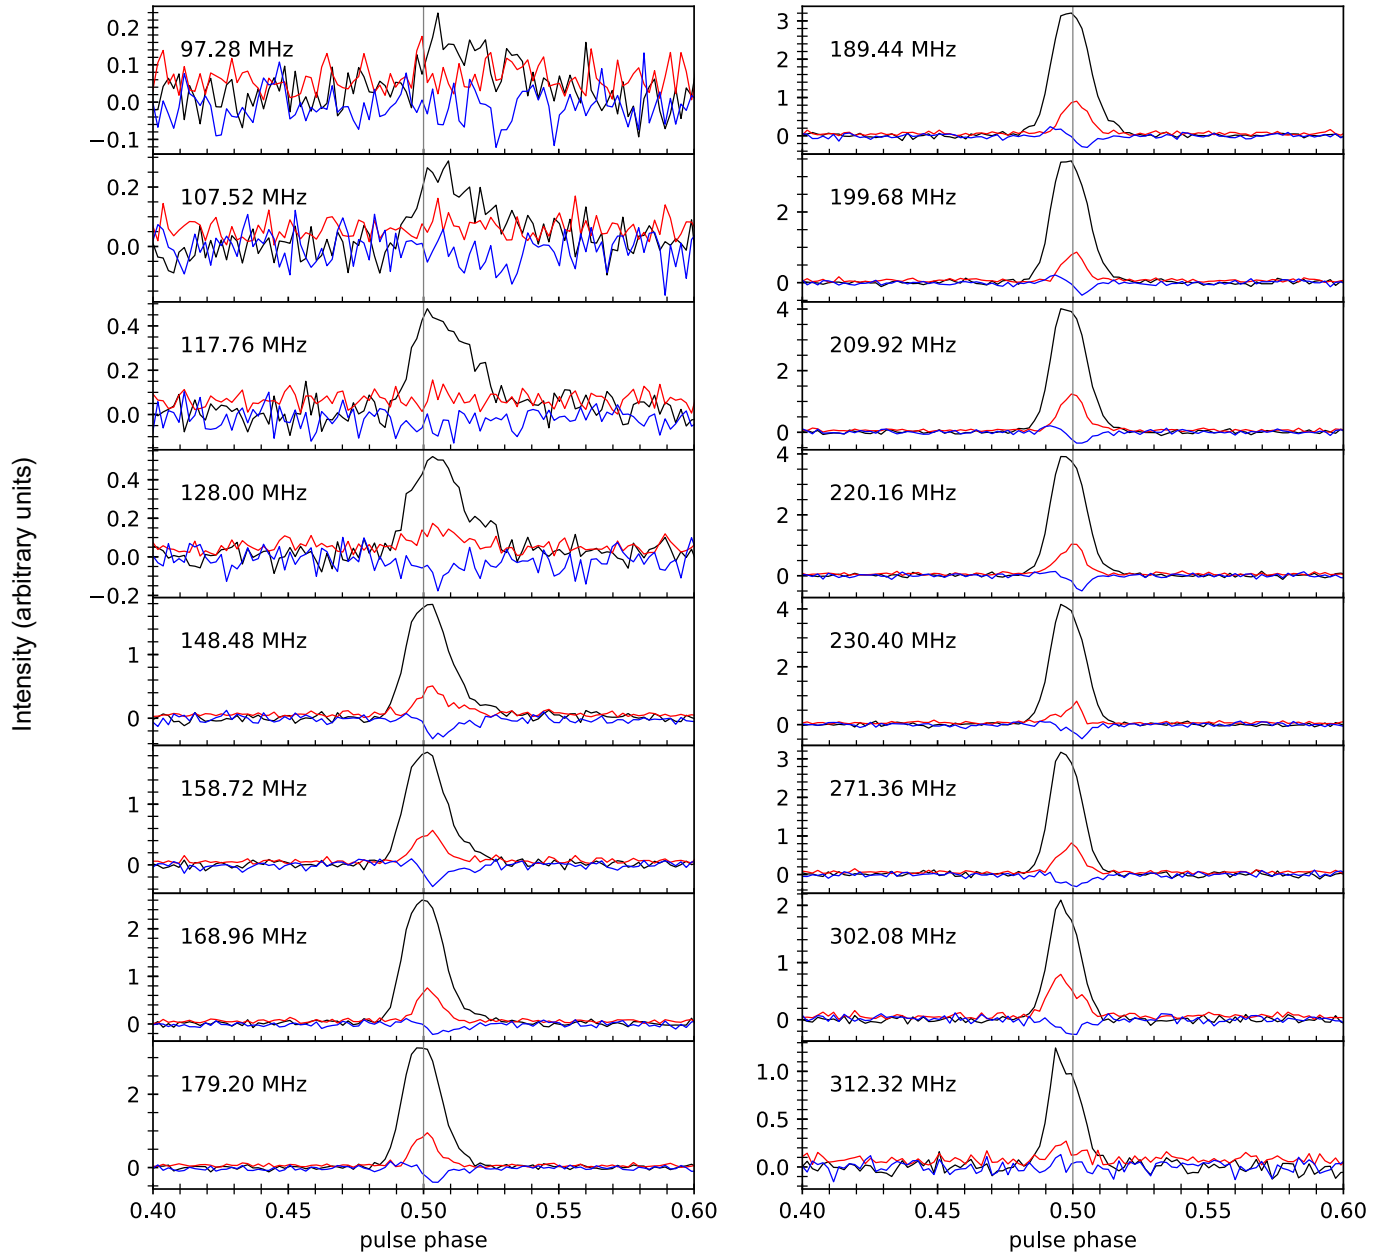 Intensity (arbitrary units)
97.28 MHz
0.2
0.1
0.0
−0.1
107.52 MHz
0.2
0.0
117.76 MHz
0.4
0.2
0.0
128.00 MHz
0.4
0.2
0.0
−0.2
148.48 MHz
2
1
0
158.72 MHz
1
0
168.96 MHz
2
1
0
179.20 MHz
2
0
0.40 0.45 0.50 0.55 0.60
pulse phase
189.44 MHz
3
2
1
0
199.68 MHz
2
0
209.92 MHz
4
2
0
220.16 MHz
4
2
0
230.40 MHz
4
2
0
271.36 MHz
3
2
1
0
302.08 MHz
2
1
0
312.32 MHz
1.0
0.5
0.0
0.40 0.45 0.50 0.55 0.60
pulse phase